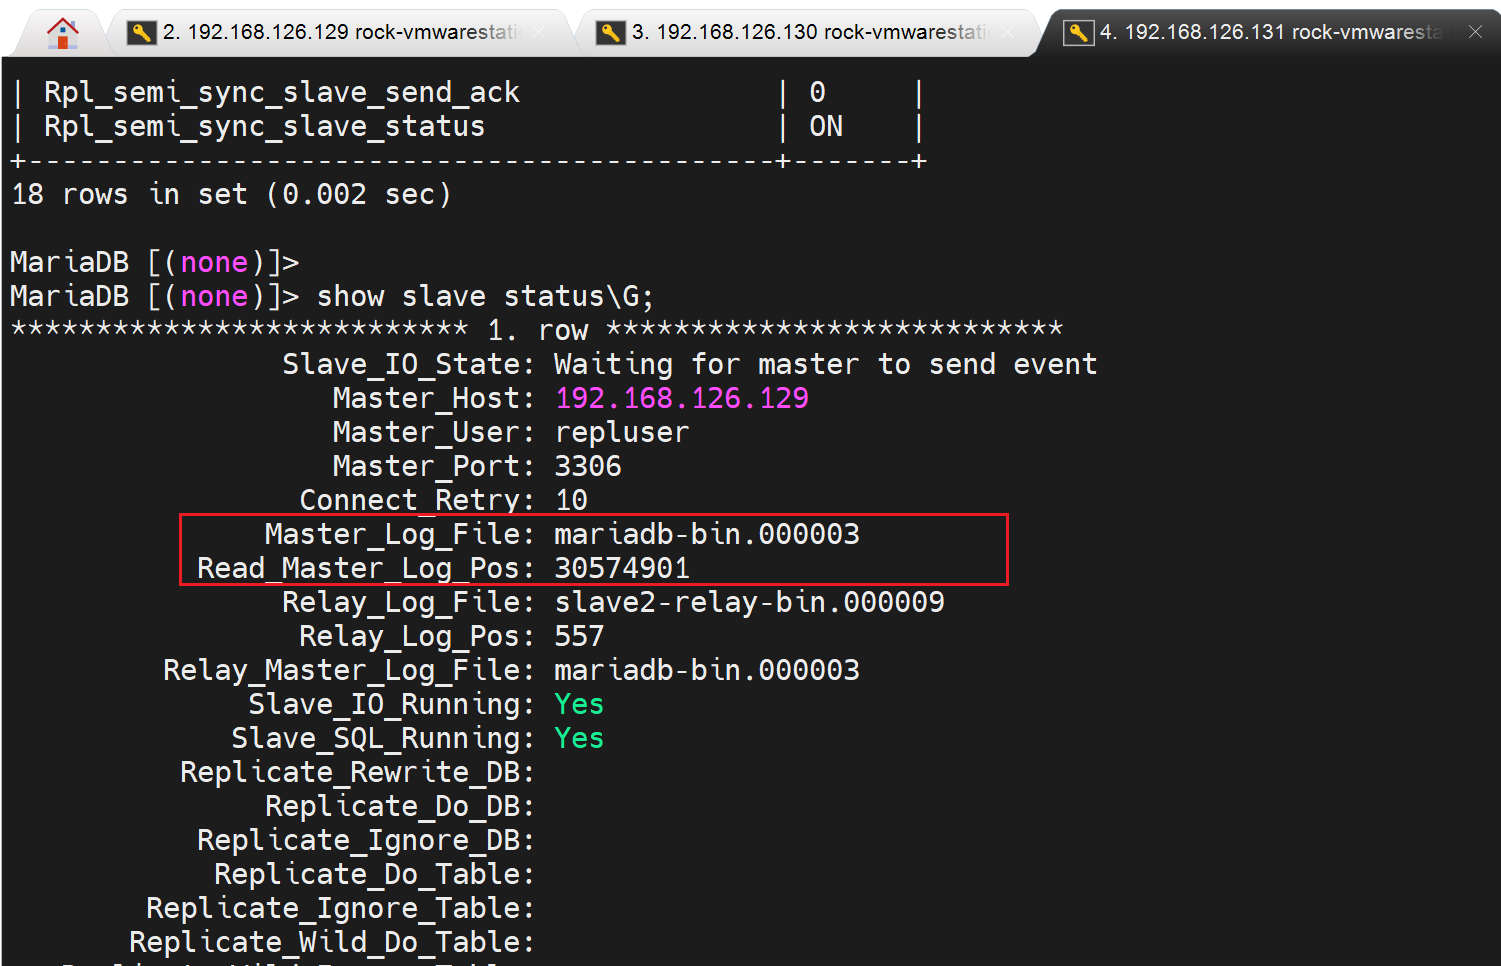 2. 192.168.126.129 rock-vmwarestati
3. 192.168.126.130 rock-vmwarestati
4. 192.168.126.131 rock-vmwaresta
| Rpl_semi_sync_slave_send_ack | 0 |
| Rpl_semi_sync_slave_status | ON |
+--------------------------------------------+-------+
18 rows in set (0.002 sec)
MariaDB [(none)]>
MariaDB [(none)]> show slave status\G;
*************************** 1. row ***************************
Slave_IO_State: Waiting for master to send event
Master_Host: 192.168.126.129
Master_User: repluser
Master_Port: 3306
Connect_Retry: 10
Master_Log_File: mariadb-bin.000003
Read_Master_Log_Pos: 30574901
Relay_Log_File: slave2-relay-bin.000009
Relay_Log_Pos: 557
Relay_Master_Log_File: mariadb-bin.000003
Slave_IO_Running: Yes
Slave_SQL_Running: Yes
Replicate_Rewrite_DB:
Replicate_Do_DB:
Replicate_Ignore_DB:
Replicate_Do_Table:
Replicate_Ignore_Table:
Replicate_Wild_Do_Table: